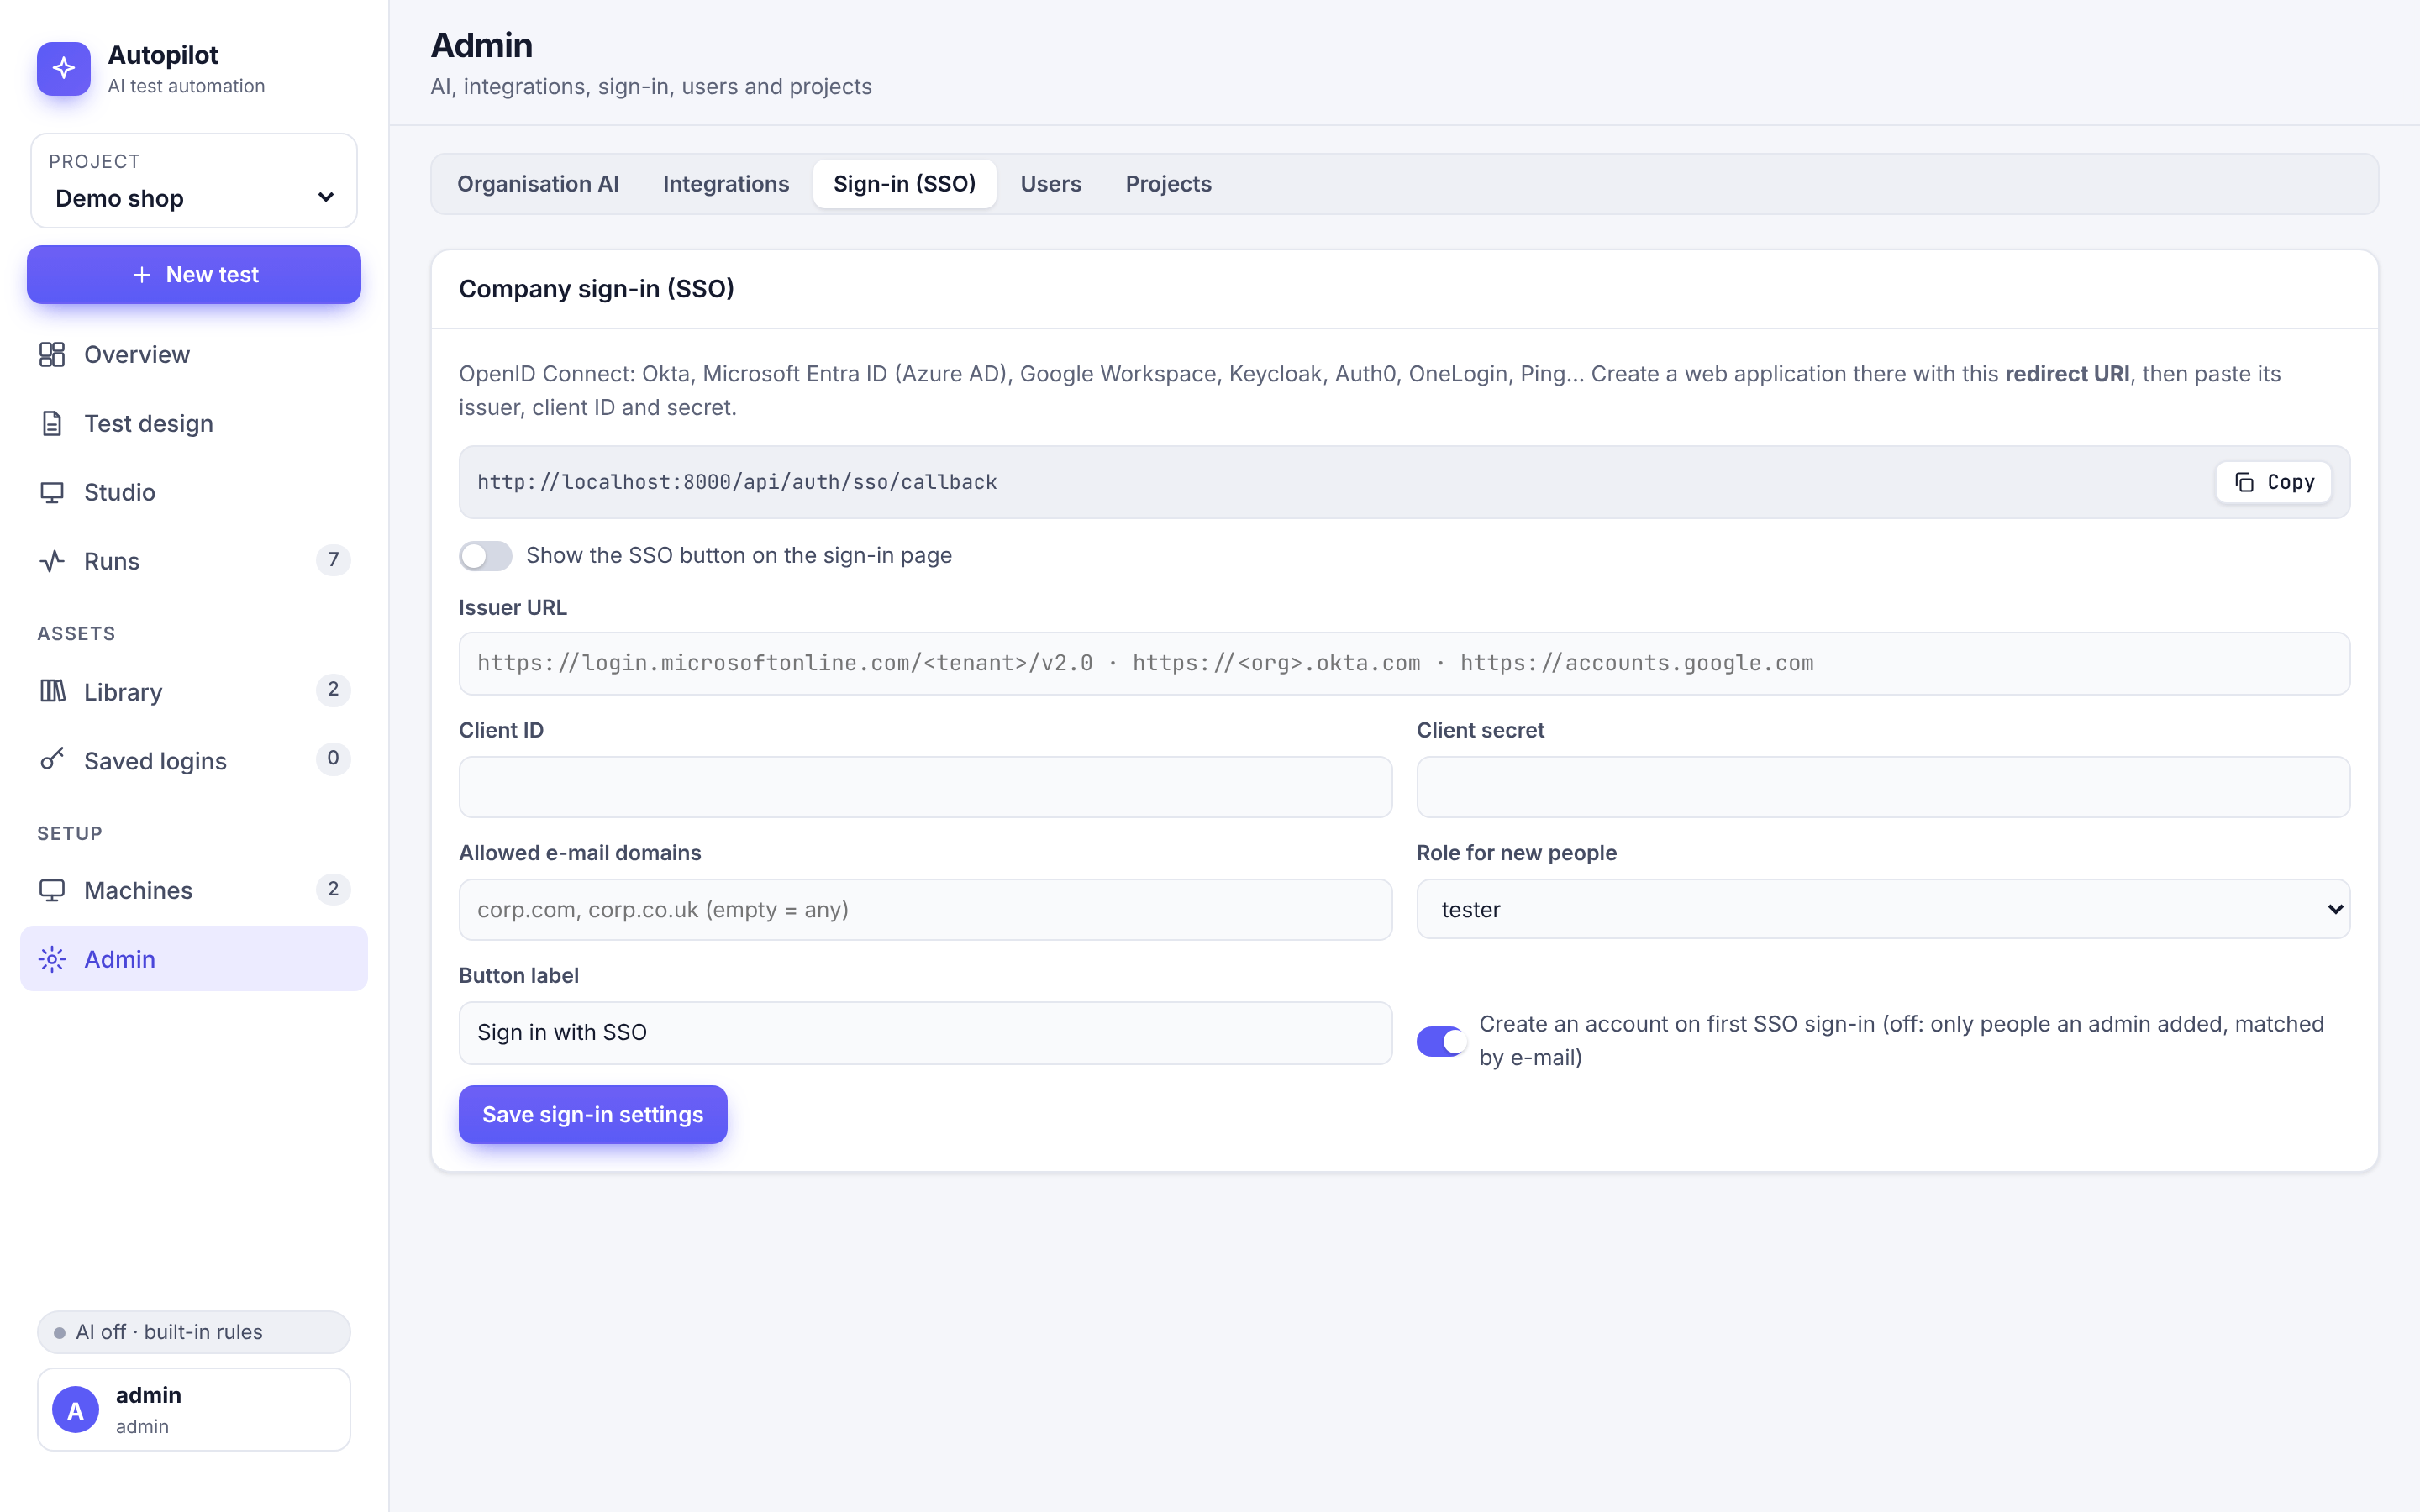 Autopilot
AI test automation
PROJECT
Demo shop
New test
Overview
Test design
Studio
Runs 7
ASSETS
Library 2
Saved logins 0
SETUP
Machines 2
Admin
AI off · built-in rules
A
admin
admin
Admin
AI, integrations, sign-in, users and projects
Organisation AI Integrations Sign-in (SSO) Users Projects
Company sign-in (SSO)
OpenID Connect: Okta, Microsoft Entra ID (Azure AD), Google Workspace, Keycloak, Auth0, OneLogin, Ping... Create a web application there with this redirect URI, then paste its
issuer, client ID and secret.
http://localhost:8000/api/auth/sso/callback Copy
Show the SSO button on the sign-in page
Issuer URL
https://login.microsoftonline.com/<tenant>/v2.0 · https://<org>.okta.com · https://accounts.google.com
Client ID Client secret
Allowed e-mail domains Role for new people
corp.com, corp.co.uk (empty = any) tester
Button label
Sign in with SSO
Create an account on first SSO sign-in (off: only people an admin added, matched
by e-mail)
Save sign-in settings